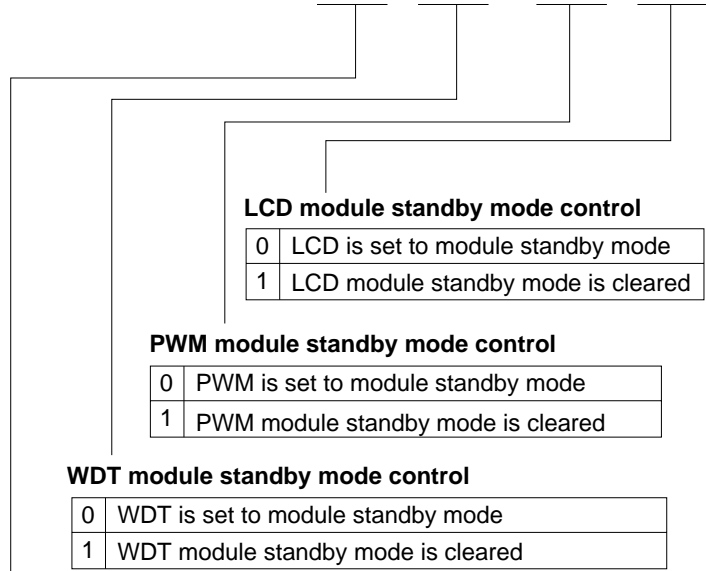 LCD module standby mode control
0 LCD is set to module standby mode
1 LCD module standby mode is cleared
PWM module standby mode control
0 PWM is set to module standby mode
1 PWM module standby mode is cleared
WDT module standby mode control
0 WDT is set to module standby mode
1 WDT module standby mode is cleared